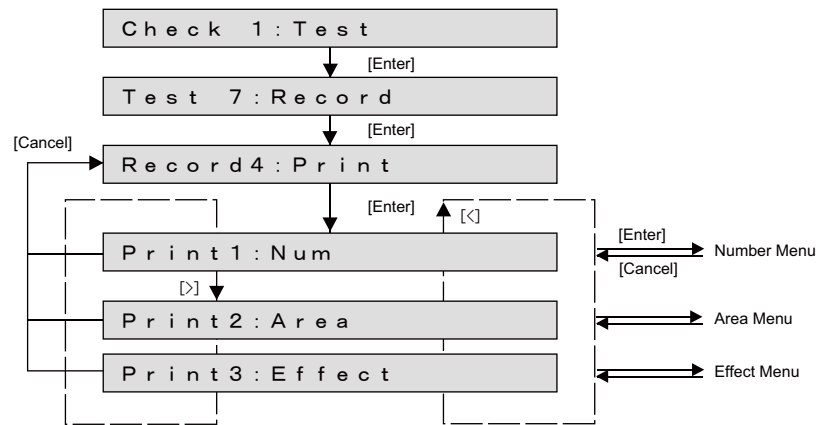 Check 1:Test
[Enter]
Test 7:Record
[Enter]
[Cancel]
Record4:Print
[Enter]
[<]
Print1:Num
[Enter]
[Cancel]
Number Menu
[>]
Print2:Area
Area Menu
Print3:Effect
Effect Menu